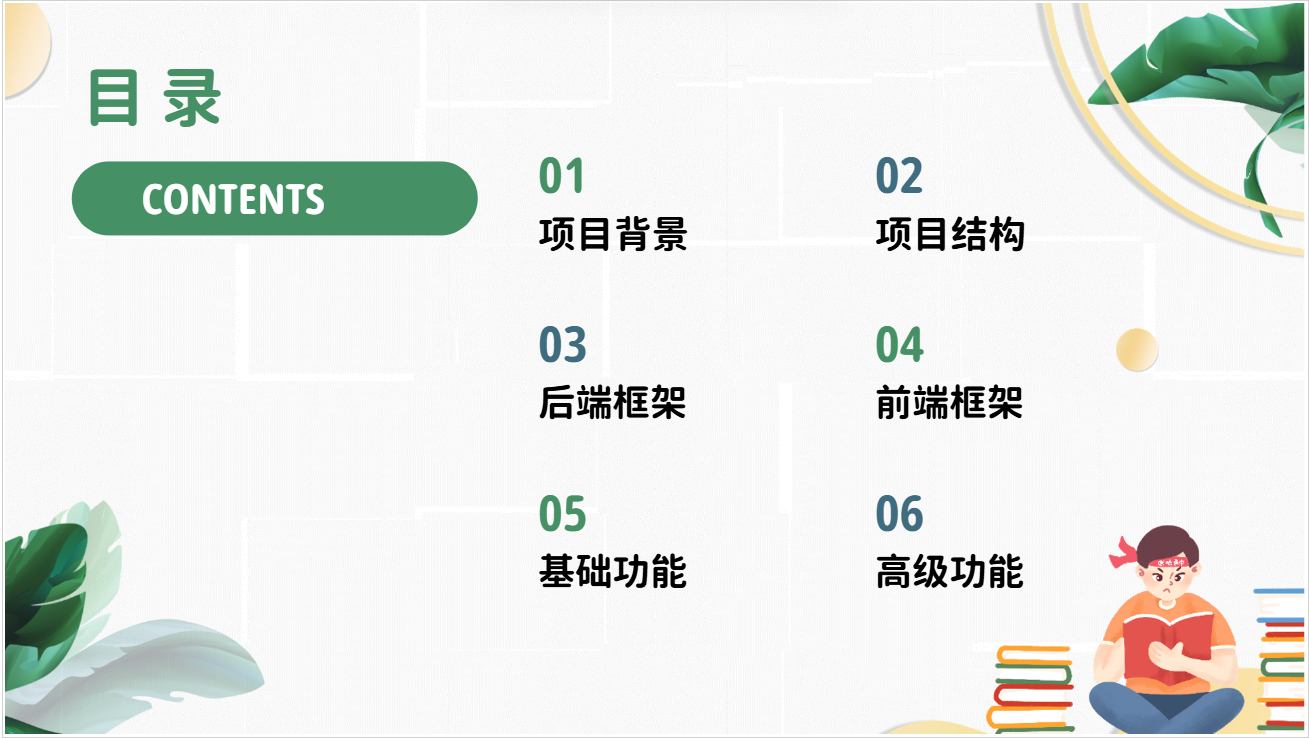 目录
CONTENTS
01
项目背景
02
项目结构
03
后端框架
04
前端框架
05
基础功能
06
高级功能